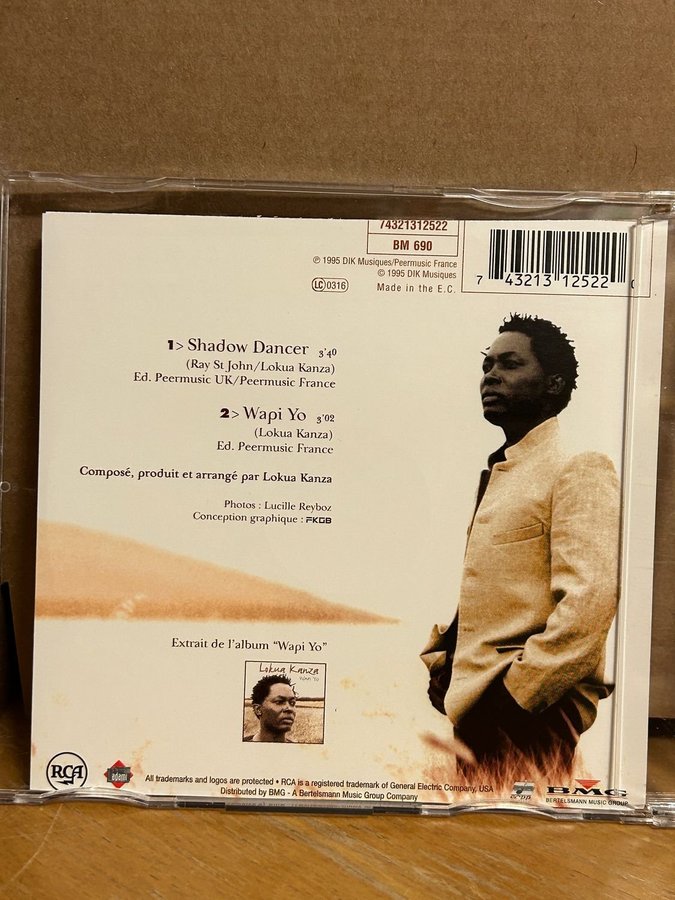 74321312522
BM 690
℗ 1995 DIK Musiques/Peermusic France
© 1995 DIK Musiques
LC 0316
Made in the E.C.
7 43213 12522 0
1> Shadow Dancer 3'40
(Ray St John/Lokua Kanza)
Ed. Peermusic UK/Peermusic France
2> Wapi Yo 3'02
(Lokua Kanza)
Ed. Peermusic France
Composé, produit et arrangé par Lokua Kanza
Photos : Lucille Reyboz
Conception graphique : FKGB
Extrait de l'album "Wapi Yo"
Lokua Kanza
Wapi Yo
RCA
adami
All trademarks and logos are protected • RCA is a registered trademark of General Electric Company, USA
Distributed by BMG - A Bertelsmann Music Group Company
BMG
BERTELSMANN MUSIC GROUP